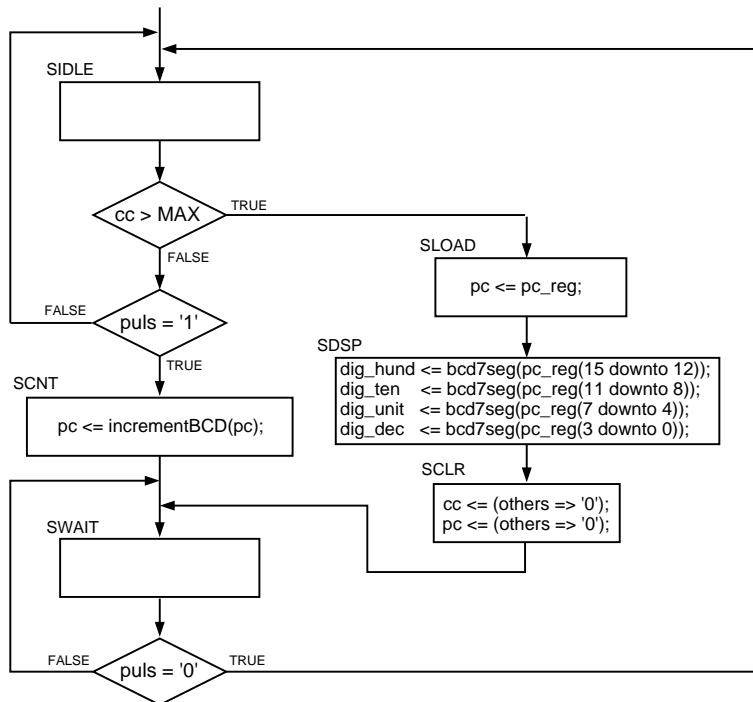 SIDLE
cc > MAX
TRUE
FALSE
SLOAD
pc <= pc_reg;
FALSE
puls = '1'
TRUE
SDSP
dig_hund <= bcd7seg(pc_reg(15 downto 12));
dig_ten <= bcd7seg(pc_reg(11 downto 8));
dig_unit <= bcd7seg(pc_reg(7 downto 4));
dig_dec <= bcd7seg(pc_reg(3 downto 0));
SCNT
pc <= incrementBCD(pc);
SCLR
cc <= (others => '0');
pc <= (others => '0');
SWAIT
FALSE
puls = '0'
TRUE